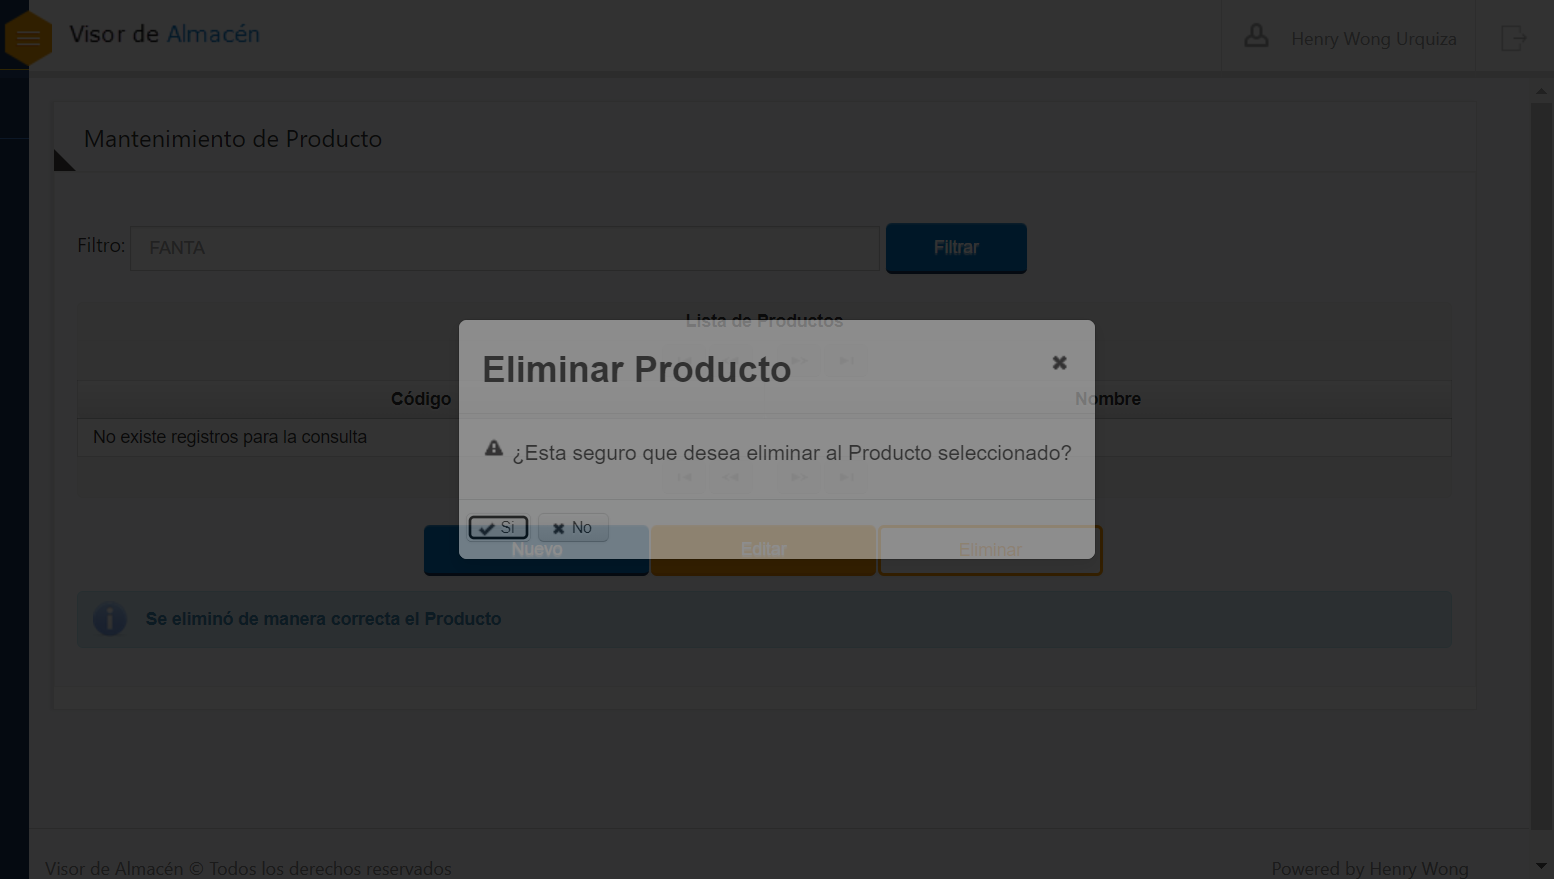 Visor de Almacén
Henry Wong Urquiza
Mantenimiento de Producto
Filtro: FANTA Filtrar
Lista de Productos
Eliminar Producto
Código Nombre
No existe registros para la consulta
¿Esta seguro que desea eliminar al Producto seleccionado?
Si No
Nuevo Editar Eliminar
Se eliminó de manera correcta el Producto
Visor de Almacén © Todos los derechos reservados Powered by Henry Wong